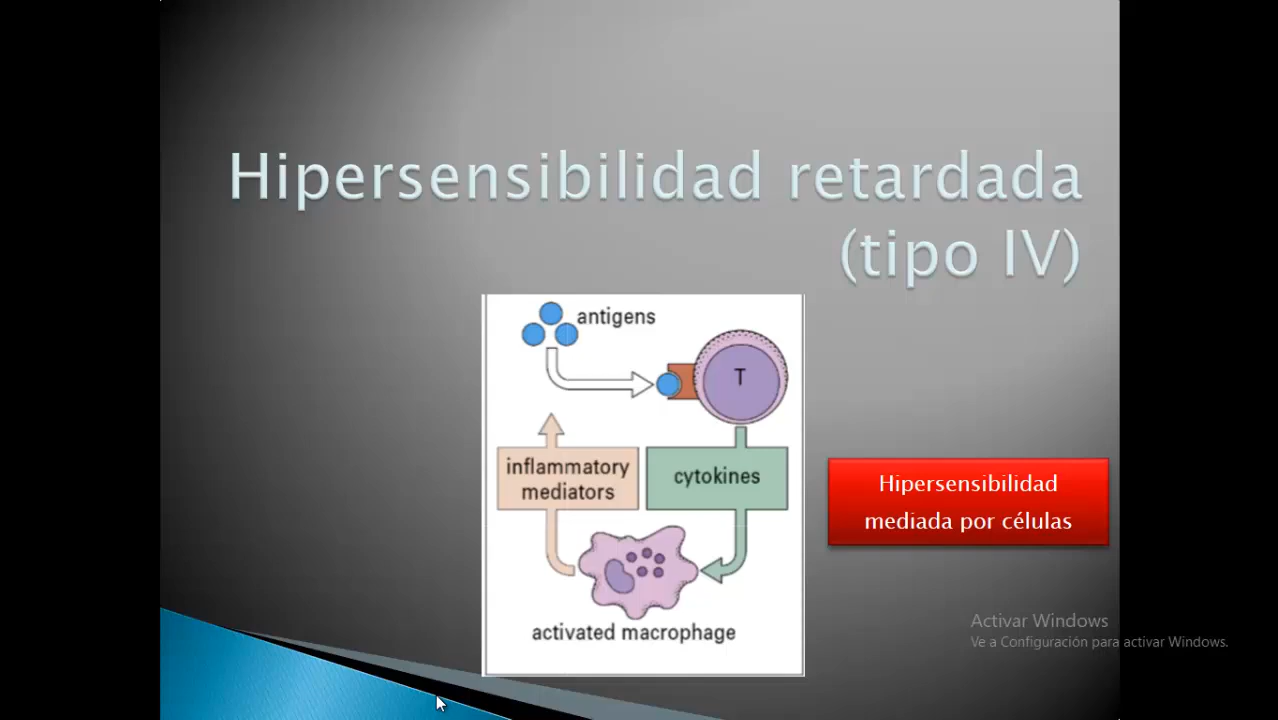 Hipersensibilidad retardada
(tipo IV)
antigens
T
inflammatory
mediators
cytokines
activated macrophage
Hipersensibilidad
mediada por células
Activar Windows
Ve a Configuración para activar Windows.